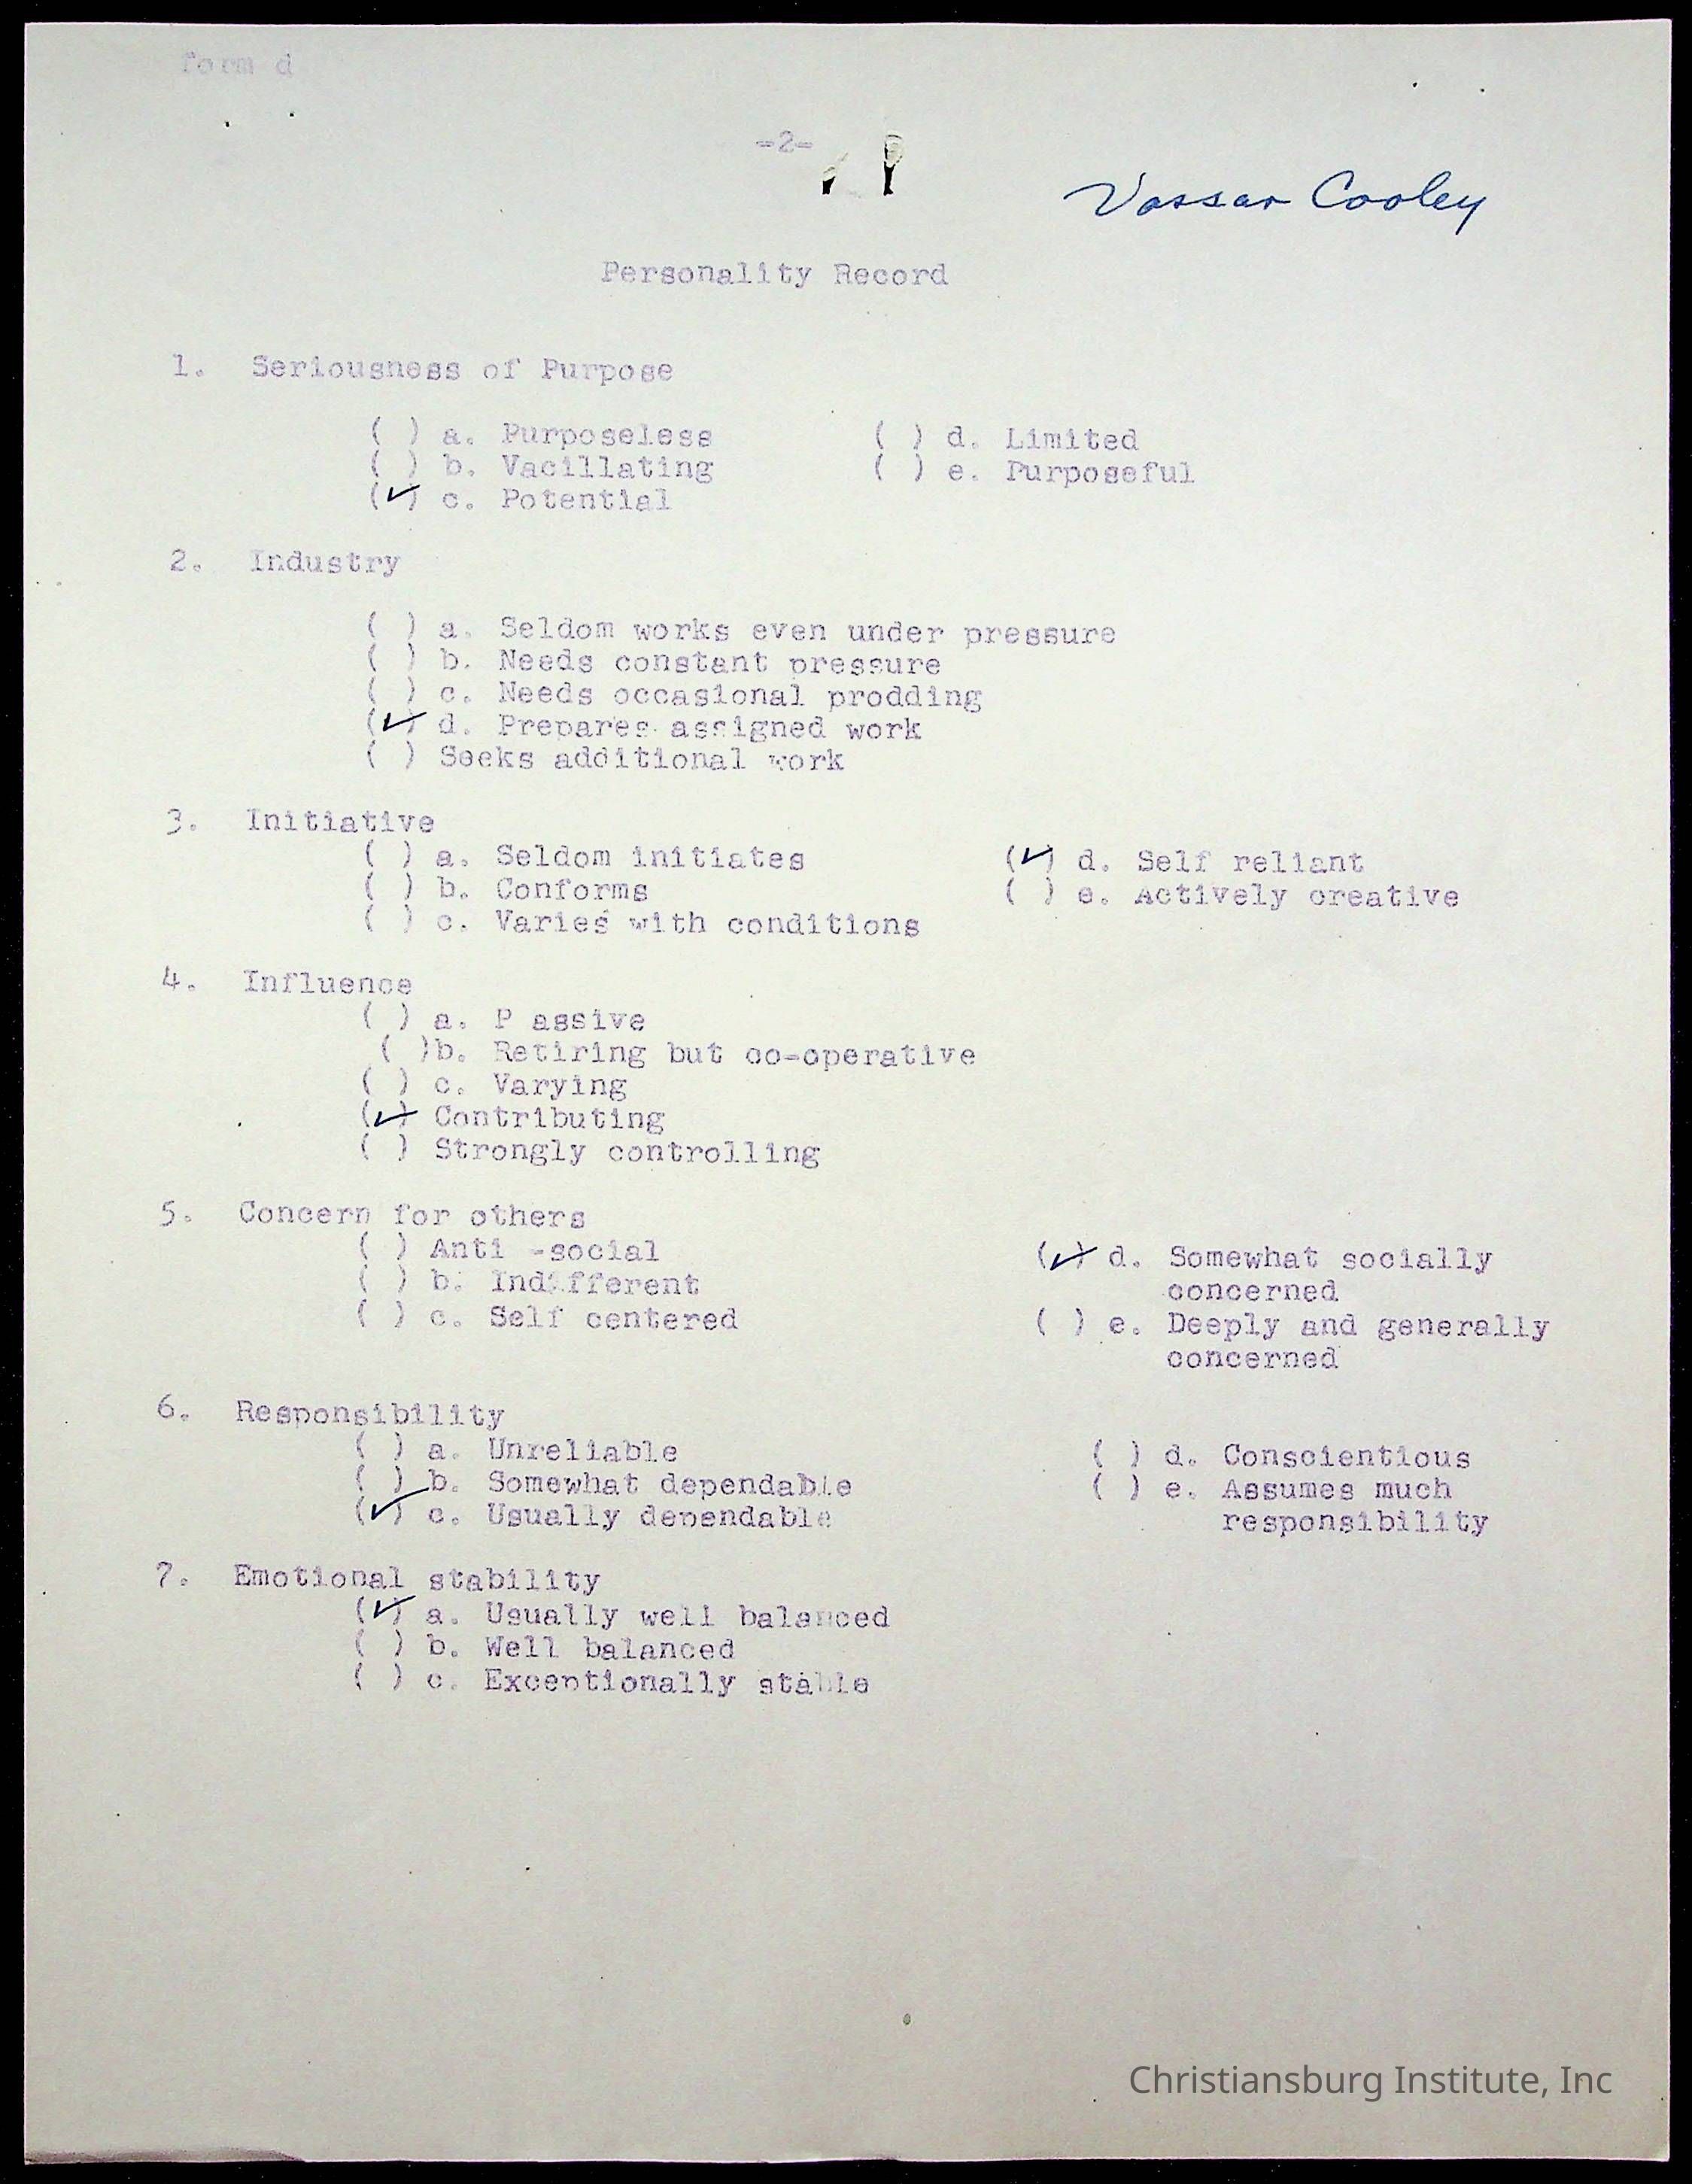 form d
-2-
Vassar Cooley
Personality Record
1. Seriousness of Purpose
( ) a. Purposeless ( ) d. Limited
( ) b. Vacillating ( ) e. Purposeful
(✓) c. Potential
2. Industry
( ) a. Seldom works even under pressure
( ) b. Needs constant pressure
( ) c. Needs occasional prodding
(✓) d. Prepares assigned work
( ) Seeks additional work
3. Initiative
( ) a. Seldom initiates (✓) d. Self reliant
( ) b. Conforms ( ) e. Actively creative
( ) c. Varies with conditions
4. Influence
( ) a. P assive
( )b. Retiring but co-operative
( ) c. Varying
(✓) Contributing
( ) Strongly controlling
5. Concern for others
( ) Anti -social (✓) d. Somewhat socially
( ) b. Indifferent concerned
( ) c. Self centered ( ) e. Deeply and generally
concerned
6. Responsibility
( ) a. Unreliable ( ) d. Conscientious
( ) b. Somewhat dependable ( ) e. Assumes much
(✓) c. Usually dependable responsibility
7. Emotional stability
(✓) a. Usually well balanced
( ) b. Well balanced
( ) c. Exceptionally stable
Christiansburg Institute, Inc